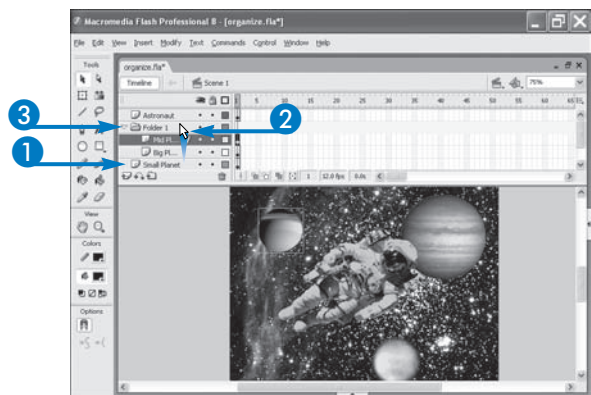 Macromedia Flash Professional 8 - [organize.fla*]
File Edit View Insert Modify Text Commands Control Window Help
Tools
organize.fla*
Timeline Scene 1 75%
5 10 15 20 25 30 35 40 45 50 55 60 65
Astronaut
3
Folder 1
2
Mid Pl...
Big Pl...
1
Small Planet
1 12.0 fps 0.0s
View
Colors
Options